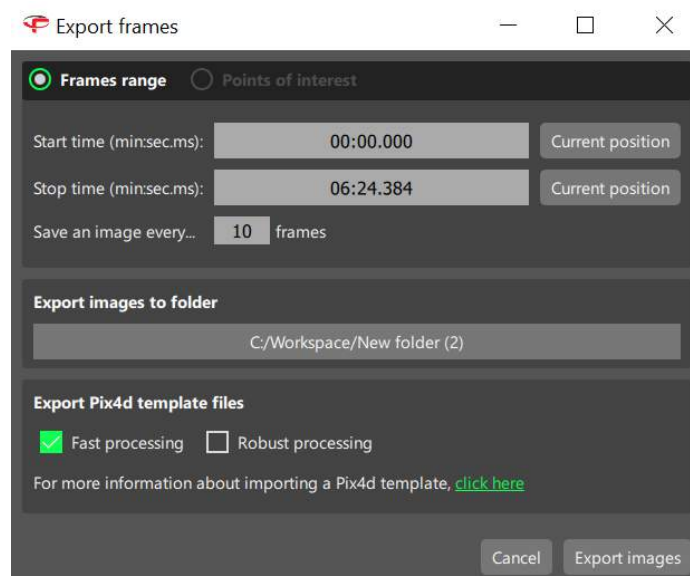 Export frames
Frames range Points of interest
Start time (min:sec.ms): 00:00.000 Current position
Stop time (min:sec.ms): 06:24.384 Current position
Save an image every... 10 frames
Export images to folder
C:/Workspace/New folder (2)
Export Pix4d template files
Fast processing Robust processing
For more information about importing a Pix4d template, click here
Cancel Export images